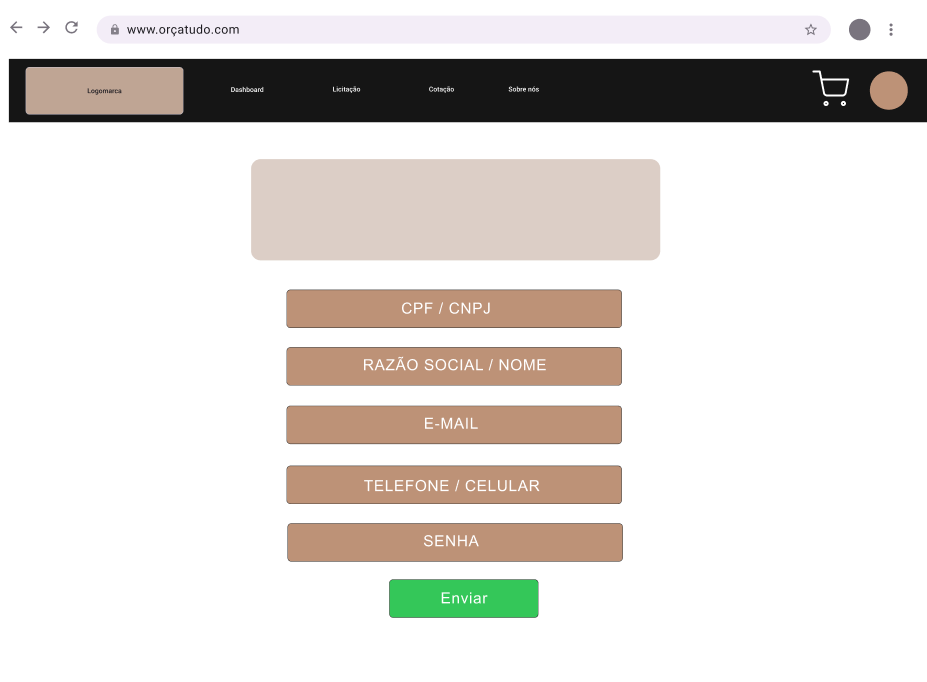 www.orçatudo.com
Logomarca
Dashboard
Licitação
Cotação
Sobre nós
CPF / CNPJ
RAZÃO SOCIAL / NOME
E-MAIL
TELEFONE / CELULAR
SENHA
Enviar